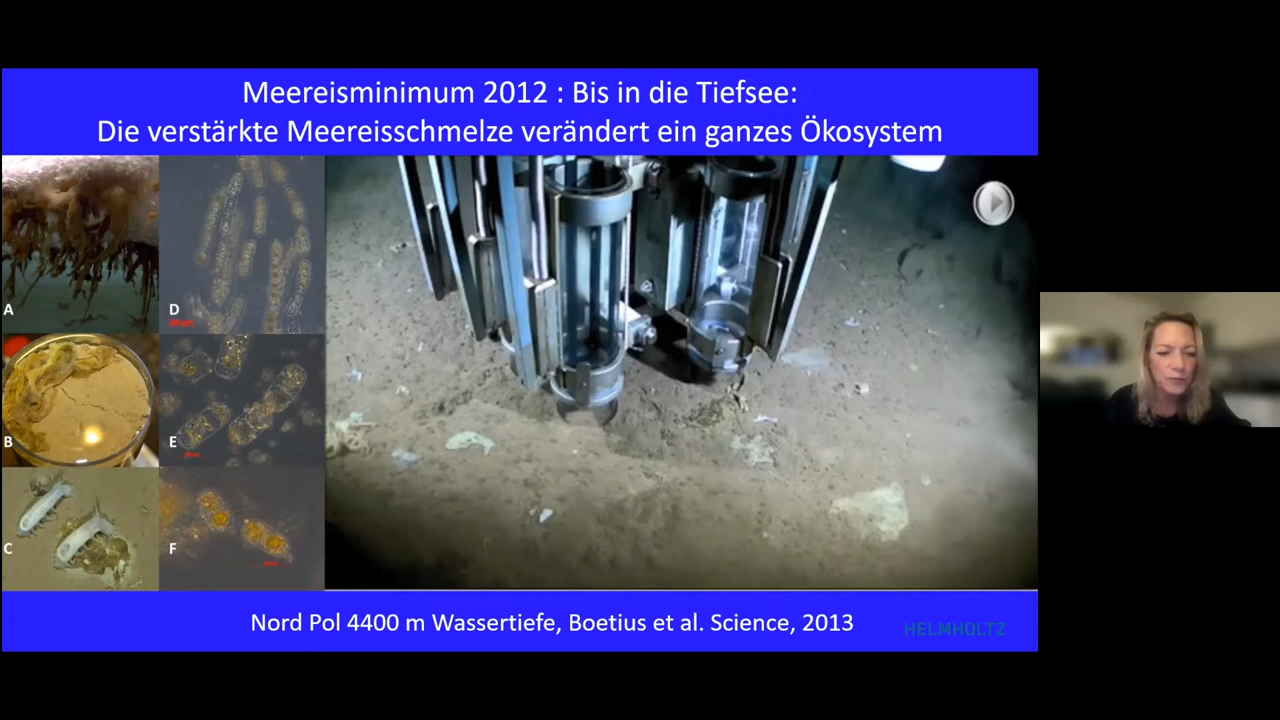 Meereisminimum 2012 : Bis in die Tiefsee:
Die verstärkte Meereisschmelze verändert ein ganzes Ökosystem
A
D
B
E
C
F
Nord Pol 4400 m Wassertiefe, Boetius et al. Science, 2013
HELMHOLTZ